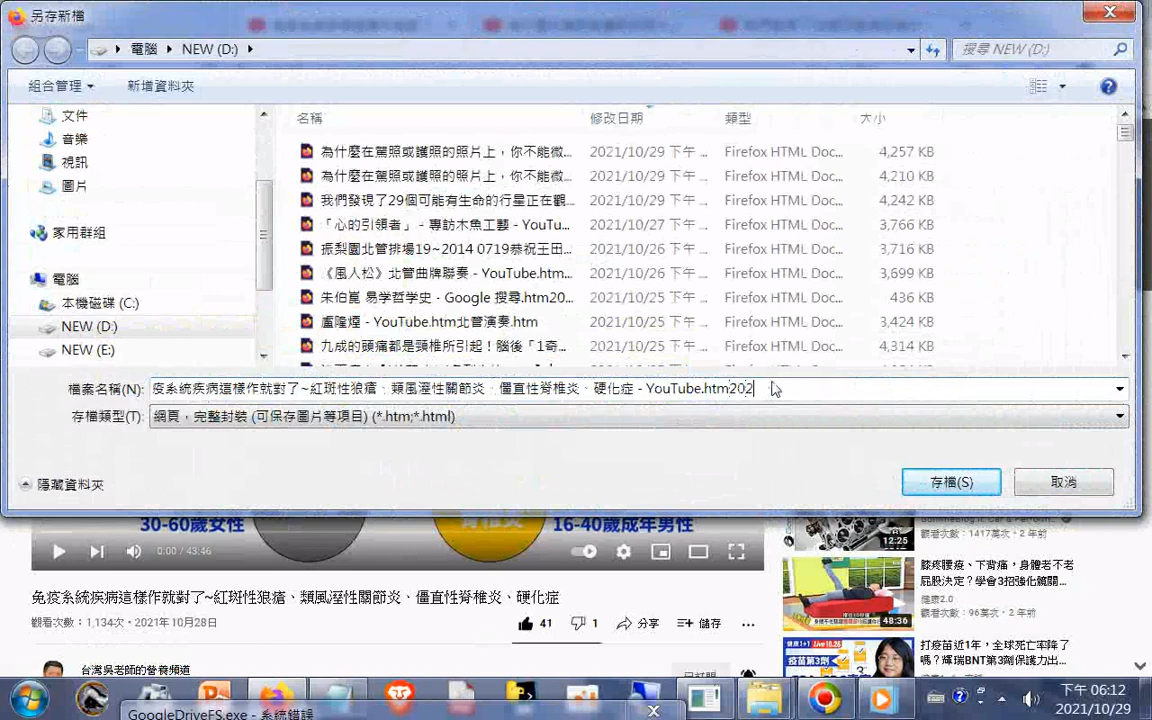 另存新檔
電腦 NEW (D:)
搜尋 NEW (D:)
組合管理
新增資料夾
文件
音樂
視訊
圖片
家用群組
電腦
本機磁碟 (C:)
NEW (D:)
NEW (E:)
名稱 修改日期 類型 大小
為什麼在駕照或護照的照片上，你不能微... 2021/10/29 下午 ... Firefox HTML Doc... 4,257 KB
為什麼在駕照或護照的照片上，你不能微... 2021/10/29 下午 ... Firefox HTML Doc... 4,210 KB
我們發現了29個可能有生命的行星正在觀... 2021/10/29 下午 ... Firefox HTML Doc... 4,242 KB
「心的引領者」 - 專訪木魚工藝 - YouTu... 2021/10/27 下午 ... Firefox HTML Doc... 3,766 KB
振梨園北管排場19~2014 0719恭祝王田... 2021/10/26 下午 ... Firefox HTML Doc... 3,716 KB
《風人松》北管曲牌聯奏 - YouTube.htm... 2021/10/26 下午 ... Firefox HTML Doc... 3,699 KB
朱伯崑 易学哲学史 - Google 搜尋.htm20... 2021/10/25 下午 ... Firefox HTML Doc... 436 KB
盧隆煙 - YouTube.htm北管演奏.htm 2021/10/25 下午 ... Firefox HTML Doc... 3,424 KB
九成的頭痛都是頸椎所引起！腦後「1奇... 2021/10/25 下午 ... Firefox HTML Doc... 4,314 KB
檔案名稱(N): 疫系統疾病這樣作就對了~紅斑性狼瘡、類風溼性關節炎、僵直性脊椎炎、硬化症 - YouTube.htm202
存檔類型(T): 網頁，完整封裝 (可保存圖片等項目) (*.htm;*.html)
隱藏資料夾
存檔(S)
取消
30-60歲女性
16-40歲成年男性
0:00 / 43:46
免疫系統疾病這樣作就對了~紅斑性狼瘡、類風溼性關節炎、僵直性脊椎炎、硬化症
觀看次數：1,134次・2021年10月28日
41 1 分享 儲存
台灣吳老師的營養頻道
已訂閱
12:25
觀看次數：1417萬次・2 年前
膝疼腰痠、下背痛，身體老不老
屁股決定？學會3招強化髖關...
健康2.0
觀看次數：96萬次・2 年前
48:36
打疫苗近1年，全球死亡率降了
嗎？輝瑞BNT第3劑保護力出...
GoogleDriveFS.exe - 系統錯誤
下午 06:12
2021/10/29